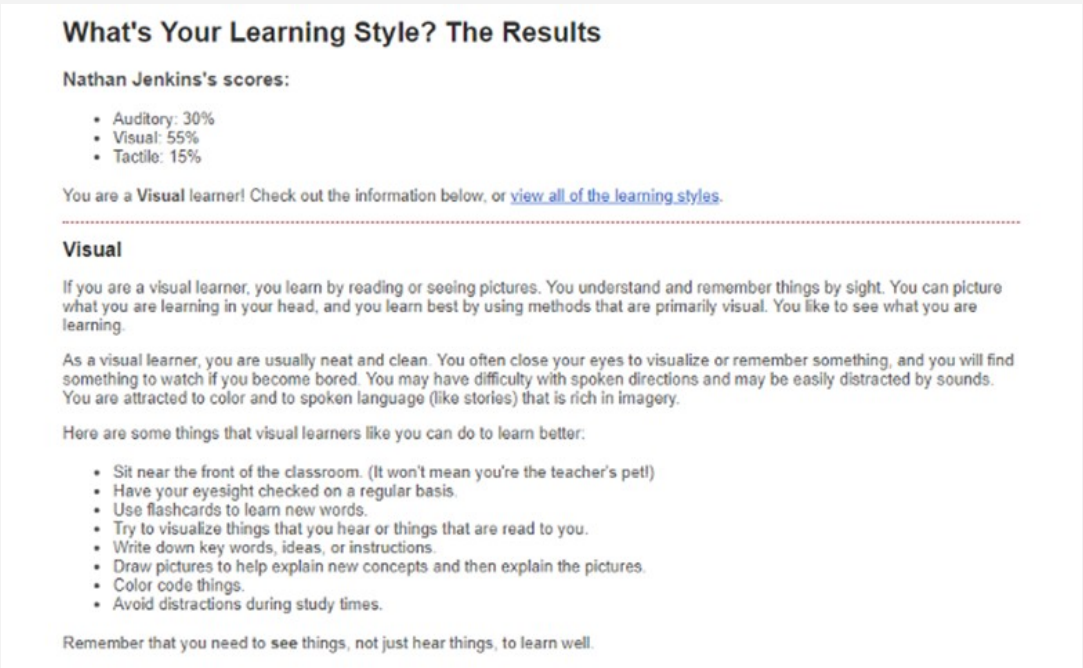 What's Your Learning Style? The Results
Nathan Jenkins's scores:
• Auditory: 30%
• Visual: 55%
• Tactile: 15%
You are a Visual learner! Check out the information below, or view all of the learning styles.
Visual
If you are a visual learner, you learn by reading or seeing pictures. You understand and remember things by sight. You can picture
what you are learning in your head, and you learn best by using methods that are primarily visual. You like to see what you are
learning.
As a visual learner, you are usually neat and clean. You often close your eyes to visualize or remember something, and you will find
something to watch if you become bored. You may have difficulty with spoken directions and may be easily distracted by sounds.
You are attracted to color and to spoken language (like stories) that is rich in imagery.
Here are some things that visual learners like you can do to learn better:
• Sit near the front of the classroom. (It won't mean you're the teacher's pet!)
• Have your eyesight checked on a regular basis.
• Use flashcards to learn new words.
• Try to visualize things that you hear or things that are read to you.
• Write down key words, ideas, or instructions.
• Draw pictures to help explain new concepts and then explain the pictures.
• Color code things.
• Avoid distractions during study times.
Remember that you need to see things, not just hear things, to learn well.